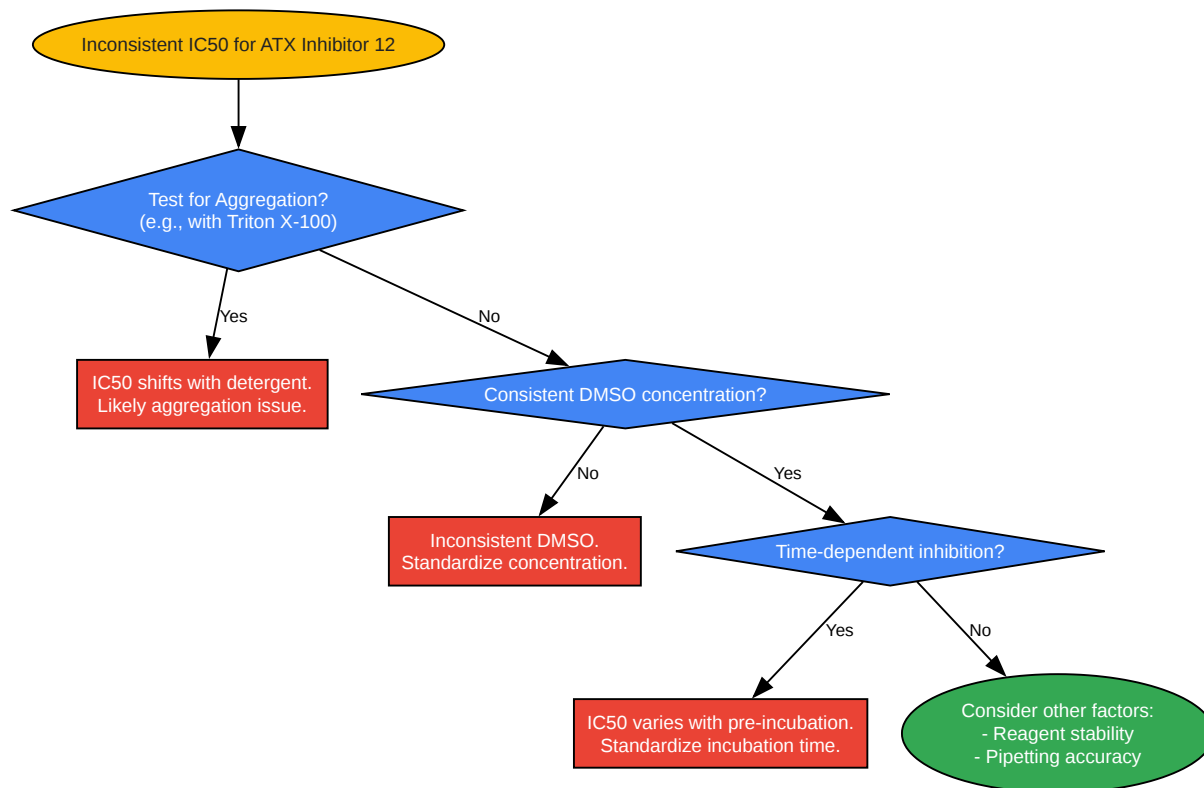 Inconsistent IC50 for ATX Inhibitor 12
Test for Aggregation?
(e.g., with Triton X-100)
Yes
No
IC50 shifts with detergent.
Likely aggregation issue.
Consistent DMSO concentration?
No
Yes
Inconsistent DMSO.
Standardize concentration.
Time-dependent inhibition?
Yes
No
IC50 varies with pre-incubation.
Standardize incubation time.
Consider other factors:
- Reagent stability
- Pipetting accuracy